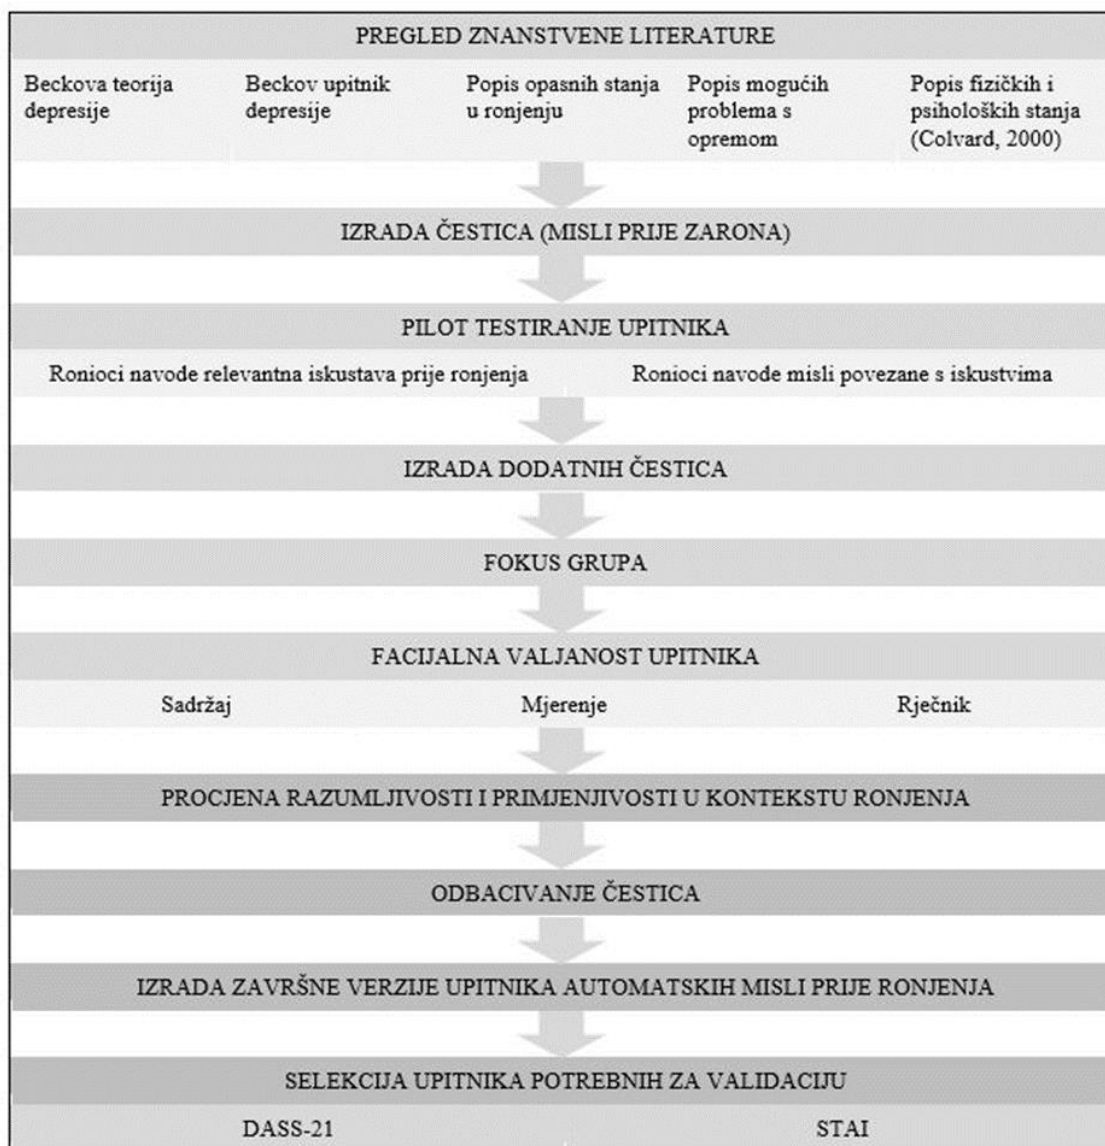 PREGLED ZNANSTVENE LITERATURE
Beckova teorija
depresije
Beckov upitnik
depresije
Popis opasnih stanja
u ronjenju
Popis mogućih
problema s
opremom
Popis fizičkih i
psiholoških stanja
(Colvard, 2000)
IZRADA ČESTICA (MISLI PRIJE ZARONA)
PILOT TESTIRANJE UPITNIKA
Ronioci navode relevantna iskustava prije ronjenja
Ronioci navode misli povezane s iskustvima
IZRADA DODATNIH ČESTICA
FOKUS GRUPA
FACIJALNA VALJANOST UPITNIKA
Sadržaj
Mjerenje
Rječnik
PROCJENA RAZUMLJIVOSTI I PRIMJENJIVOSTI U KONTEKSTU RONJENJA
ODBACIVANJE ČESTICA
IZRADA ZAVRŠNE VERZIJE UPITNIKA AUTOMATSKIH MISLI PRIJE RONJENJA
SELEKCIJA UPITNIKA POTREBNIH ZA VALIDACIJU
DASS-21
STAI